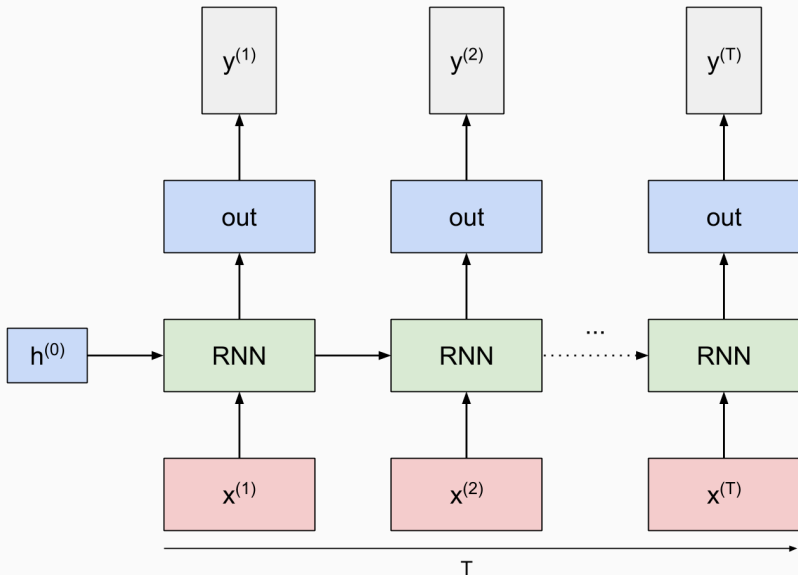 y(1) y(2) y(T)
out out out
...
h(0) RNN RNN RNN
x(1) x(2) x(T)
T